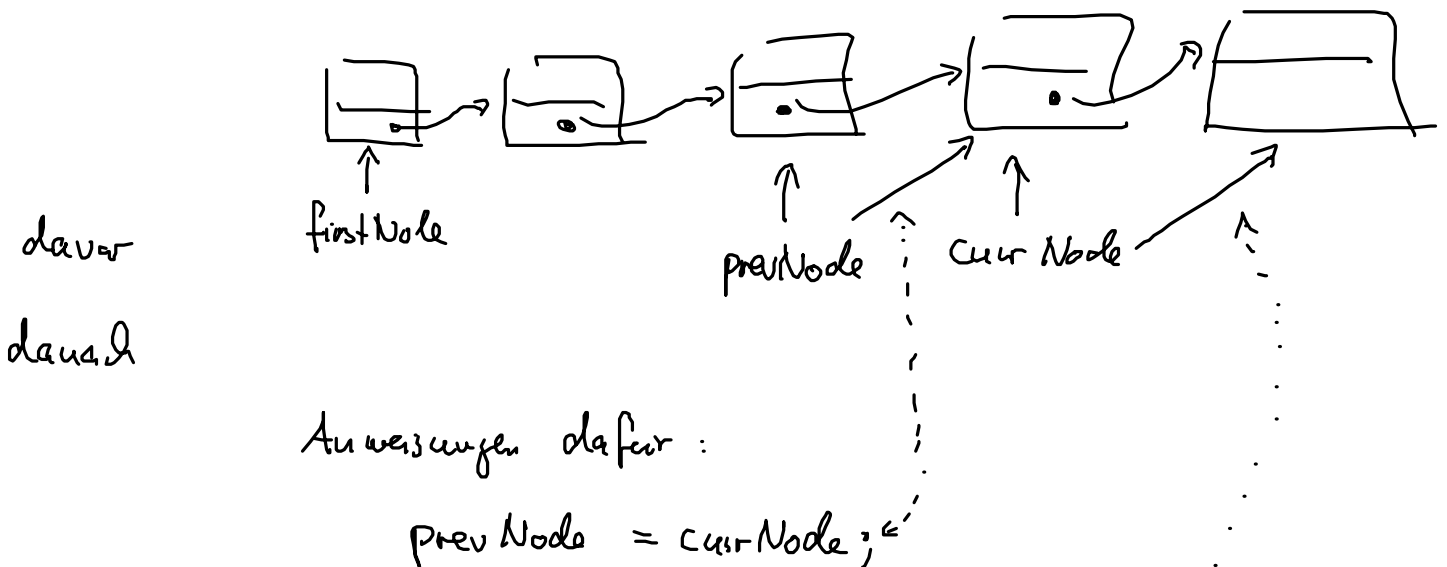 davor
firstNode
prevNode
currNode
danach
Anweisungen dafür :
prevNode = currNode;